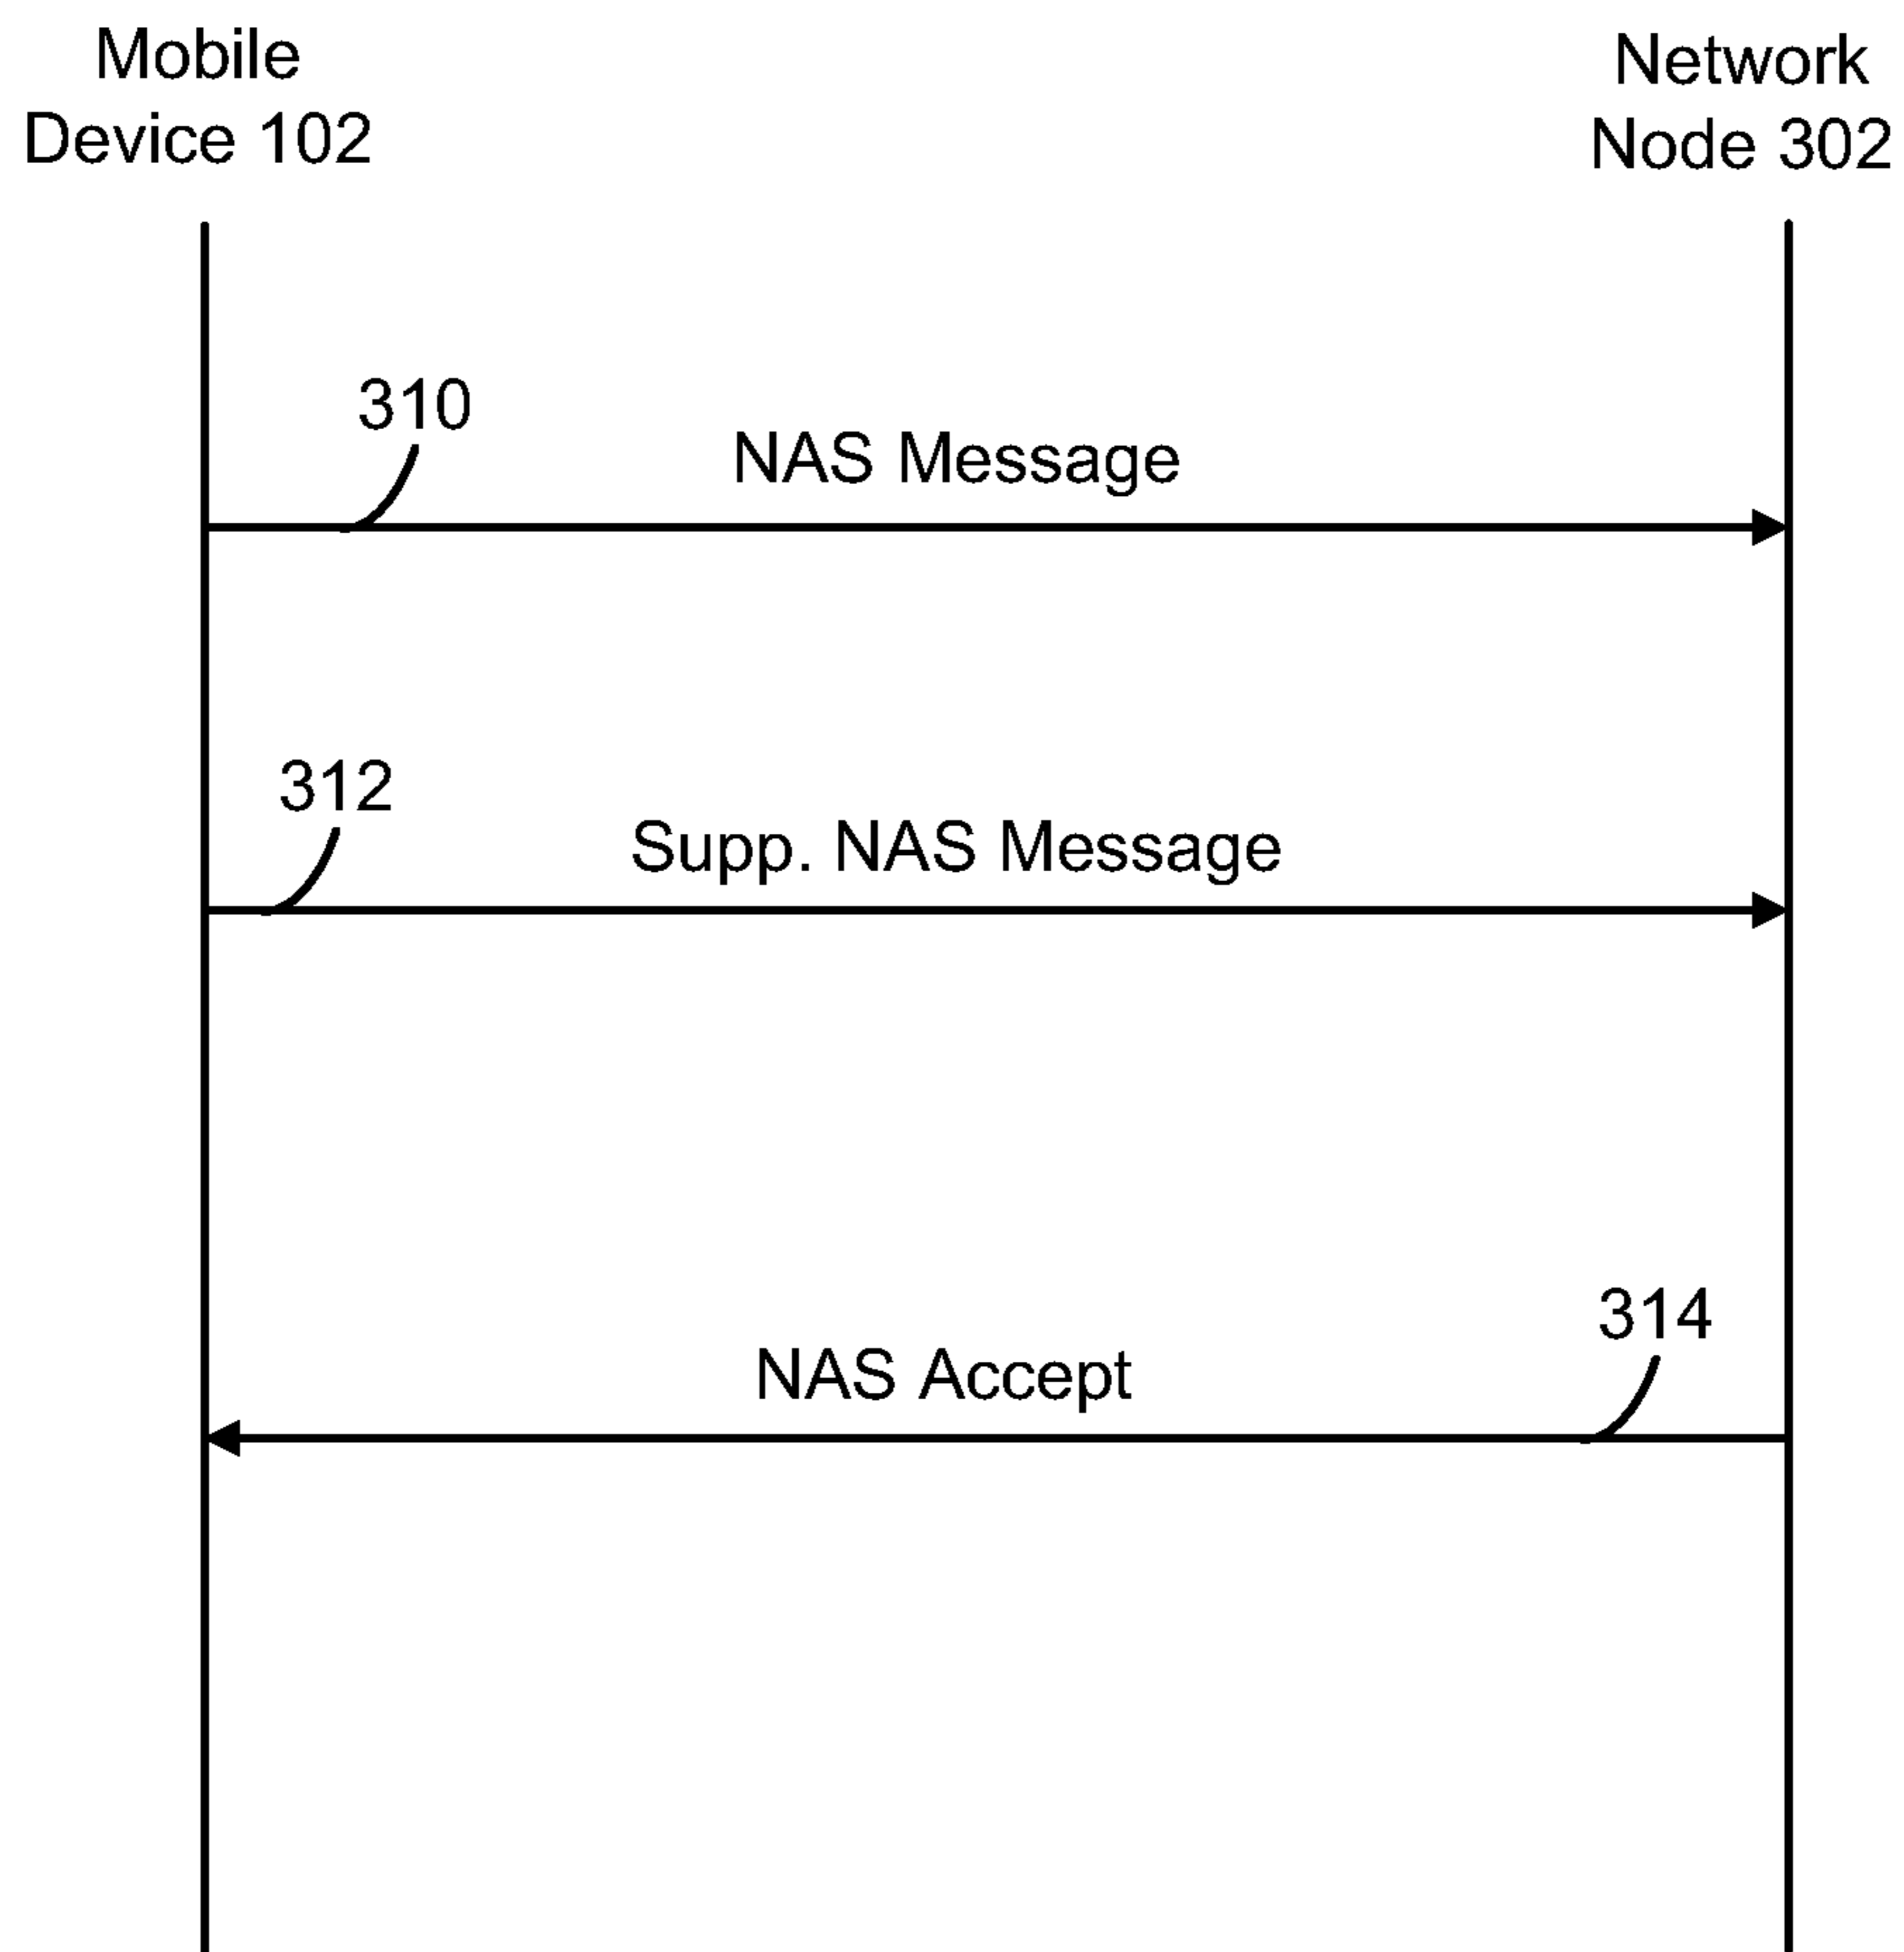 Mobile
Device 102
Network
Node 302
310
NAS Message
312
Supp. NAS Message
314
NAS Accept